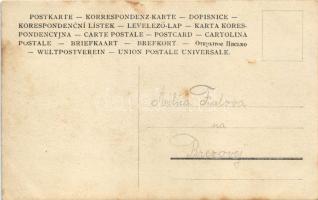 POSTKARTE — KORRESPONDENZ-KARTE — DOPISNICE —
KORESPONDENČNÍ LÍSTEK — LEVELEZŐ-LAP — KARTA KORES-
PONDENCYJNA — CARTE POSTALE — POSTCARD — CARTOLINA
POSTALE — BRIEFKAART — BREFKORT — Открытое Письмо
— WELTPOSTVEREIN — UNION POSTALE UNIVERSALE.
na